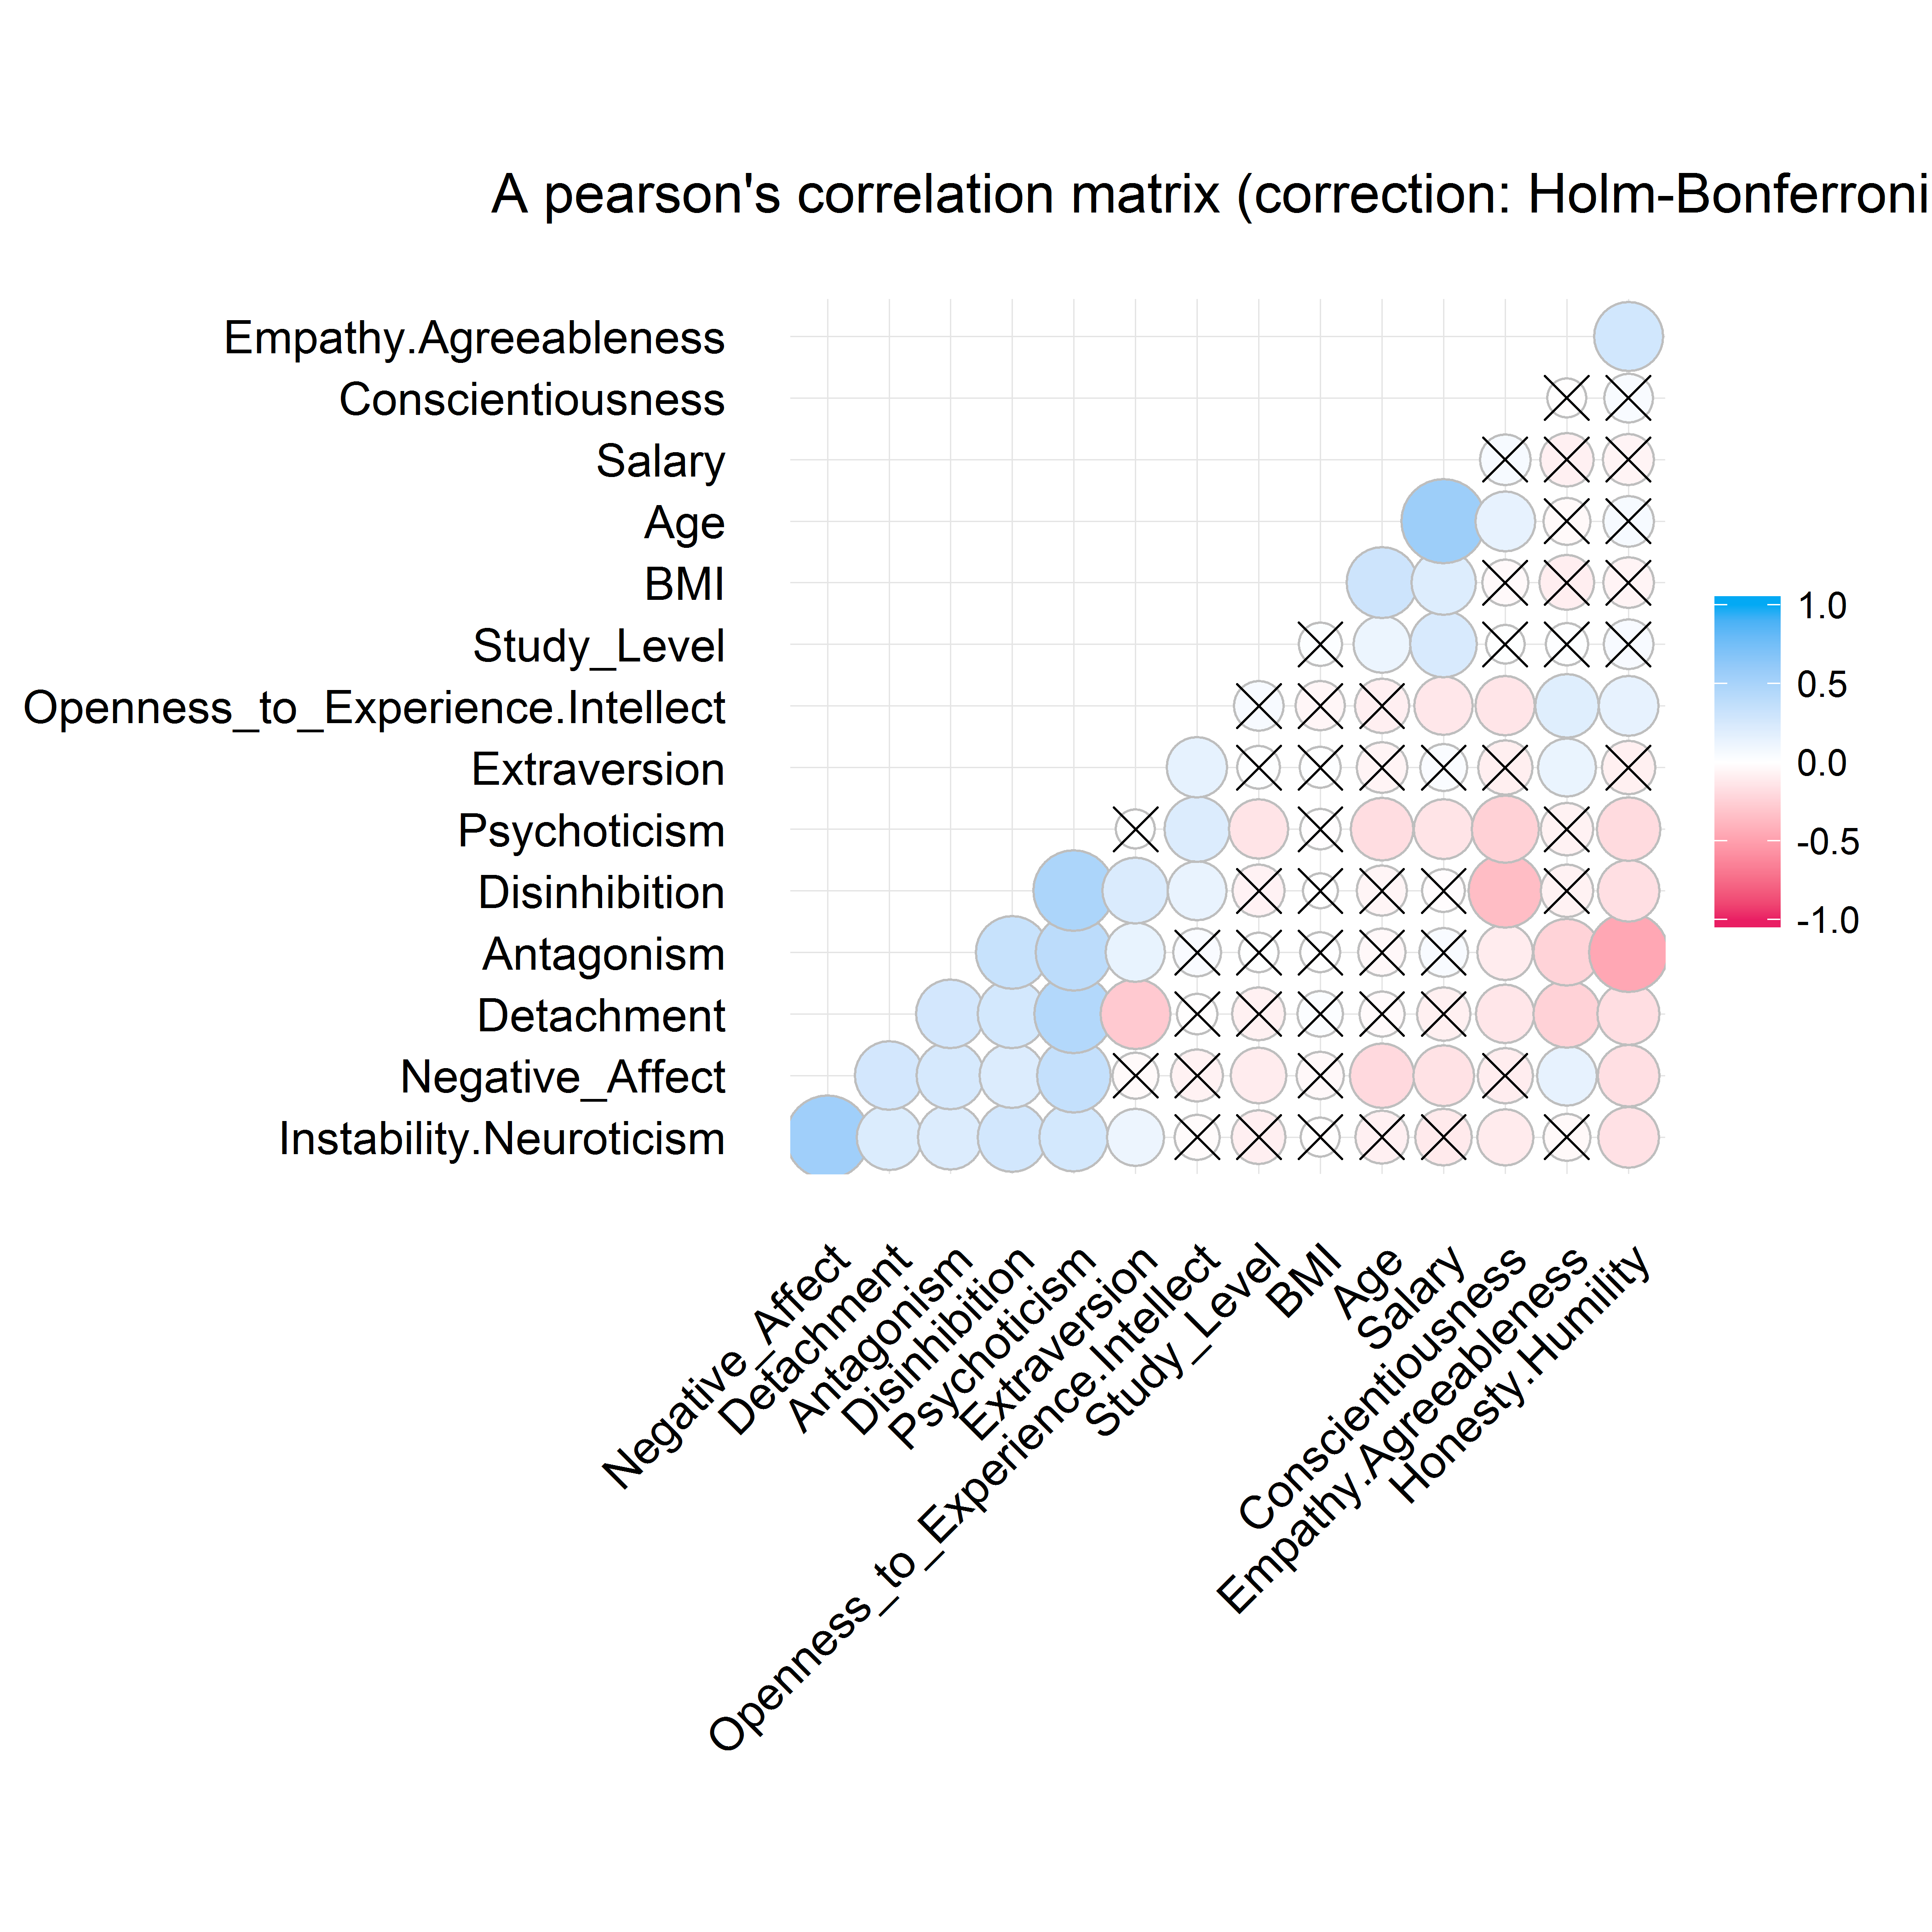 A pearson's correlation matrix (correction: Holm-Bonferroni
Empathy.Agreeableness
Conscientiousness
Salary
Age
BMI
Study_Level
Openness_to_Experience.Intellect
Extraversion
Psychoticism
Disinhibition
Antagonism
Detachment
Negative_Affect
Instability.Neuroticism
1.0
0.5
0.0
-0.5
-1.0
Negative_Affect
Detachment
Antagonism
Disinhibition
Psychoticism
Extraversion
Openness_to_Experience.Intellect
Study_Level
BMI
Age
Salary
Conscientiousness
Empathy.Agreeableness
Honesty.Humility